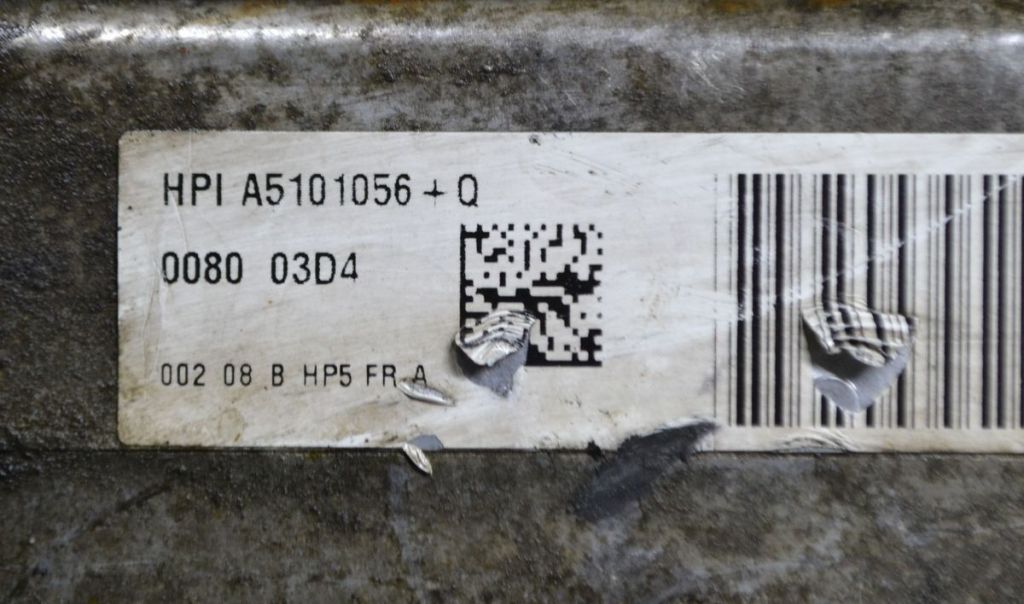 HPI A5101056 + Q
0080 03D4
002 08 B HP5 FR A